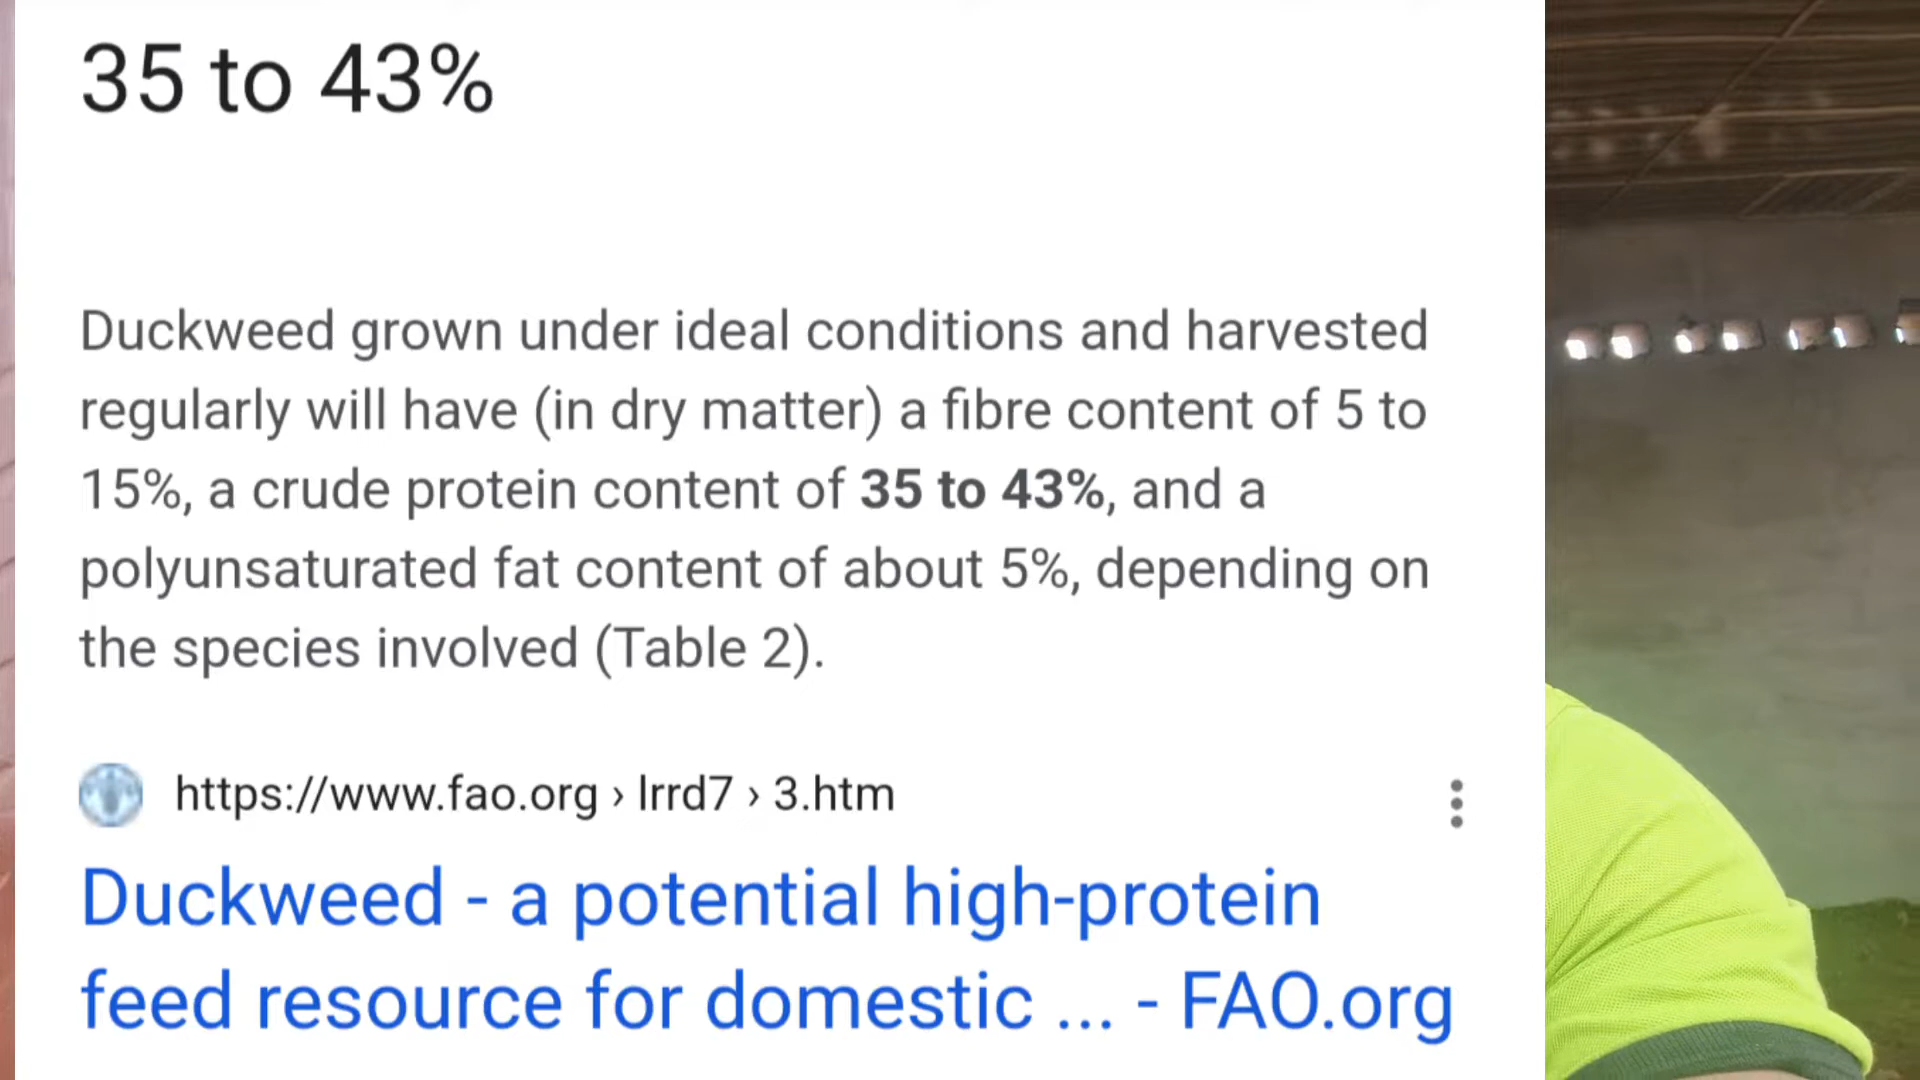 35 to 43%
Duckweed grown under ideal conditions and harvested
regularly will have (in dry matter) a fibre content of 5 to
15%, a crude protein content of 35 to 43%, and a
polyunsaturated fat content of about 5%, depending on
the species involved (Table 2).
https://www.fao.org › lrrd7 › 3.htm
Duckweed - a potential high-protein
feed resource for domestic ... - FAO.org